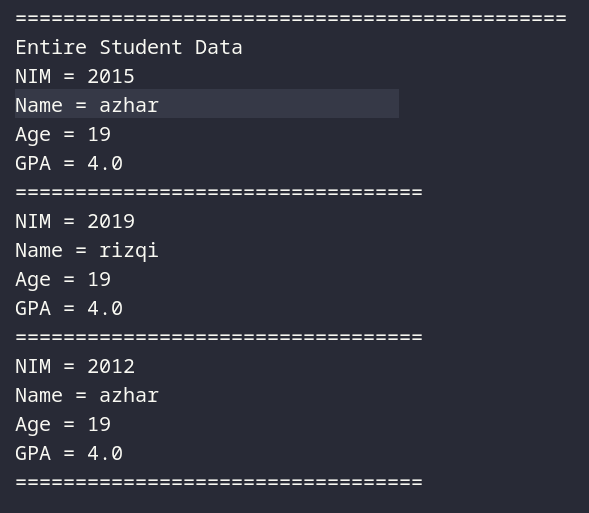 ==============================================
Entire Student Data
NIM = 2015
Name = azhar
Age = 19
GPA = 4.0
==================================
NIM = 2019
Name = rizqi
Age = 19
GPA = 4.0
==================================
NIM = 2012
Name = azhar
Age = 19
GPA = 4.0
==================================